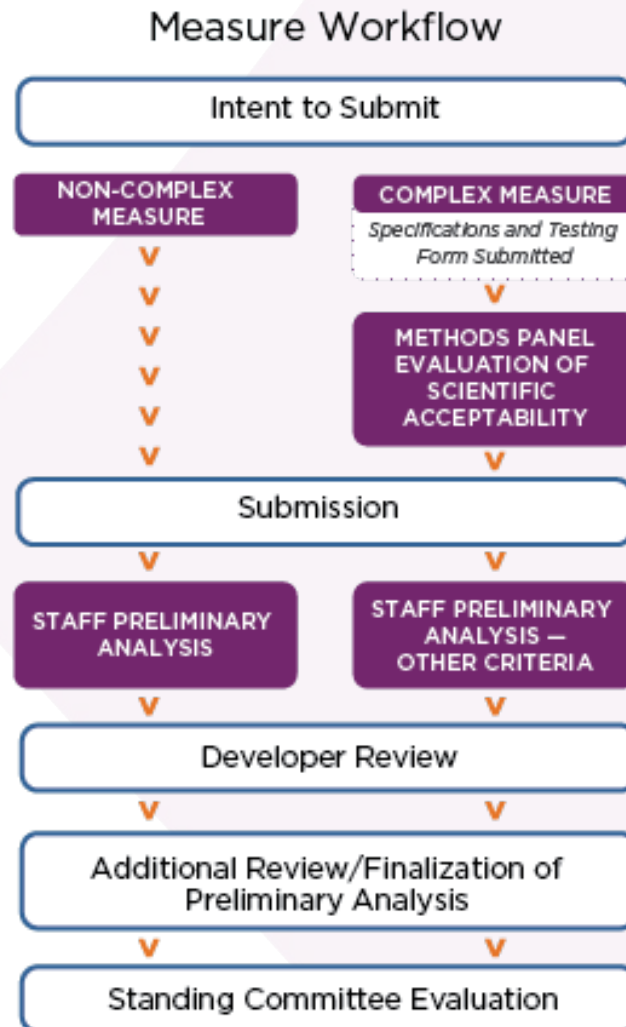 Measure Workflow
Intent to Submit
NON-COMPLEX
MEASURE
COMPLEX MEASURE
Specifications and Testing
Form Submitted
METHODS PANEL
EVALUATION OF
SCIENTIFIC
ACCEPTABILITY
Submission
STAFF PRELIMINARY
ANALYSIS
STAFF PRELIMINARY
ANALYSIS —
OTHER CRITERIA
Developer Review
Additional Review/Finalization of
Preliminary Analysis
Standing Committee Evaluation